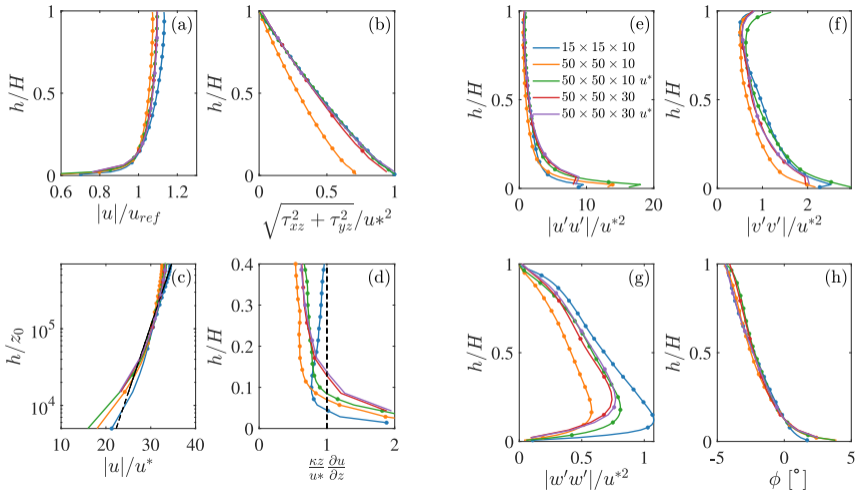 (a)
h/H
1
0.5
0
0.6 0.8 1 1.2
|u|/u_ref
(b)
h/H
1
0.5
0
0 0.5 1
√(τ²_xz + τ²_yz)/u*²
(e)
h/H
1
0.5
0
15 × 15 × 10
50 × 50 × 10
50 × 50 × 10 u*
50 × 50 × 30
50 × 50 × 30 u*
0 10 20
|u'u'|/u*²
(f)
h/H
1
0.5
0
0 1 2
|v'v'|/u*²
(c)
h/z₀
10⁵
10⁴
10 20 30 40
|u|/u*
(d)
h/H
0.4
0.3
0.2
0.1
0
0 1 2
κz/u* ∂u/∂z
(g)
h/H
1
0.5
0
0 0.5 1
|w'w'|/u*²
(h)
h/H
1
0.5
0
-5 0 5
ϕ [°]